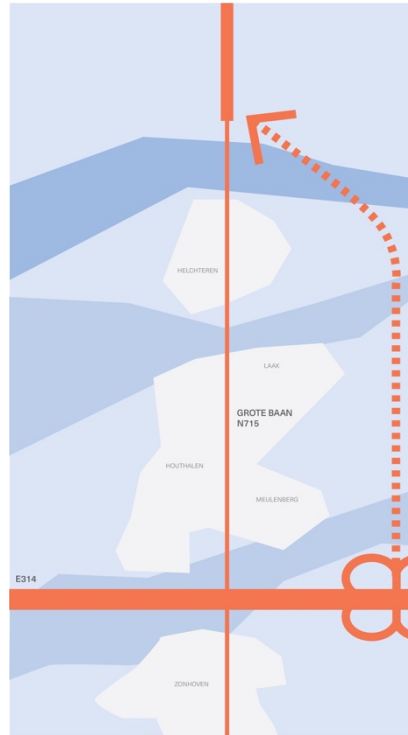 HELCHTEREN
LAAK
GROTE BAAN
N715
HOUTHALEN
MEULENBERG
E314
ZONHOVEN